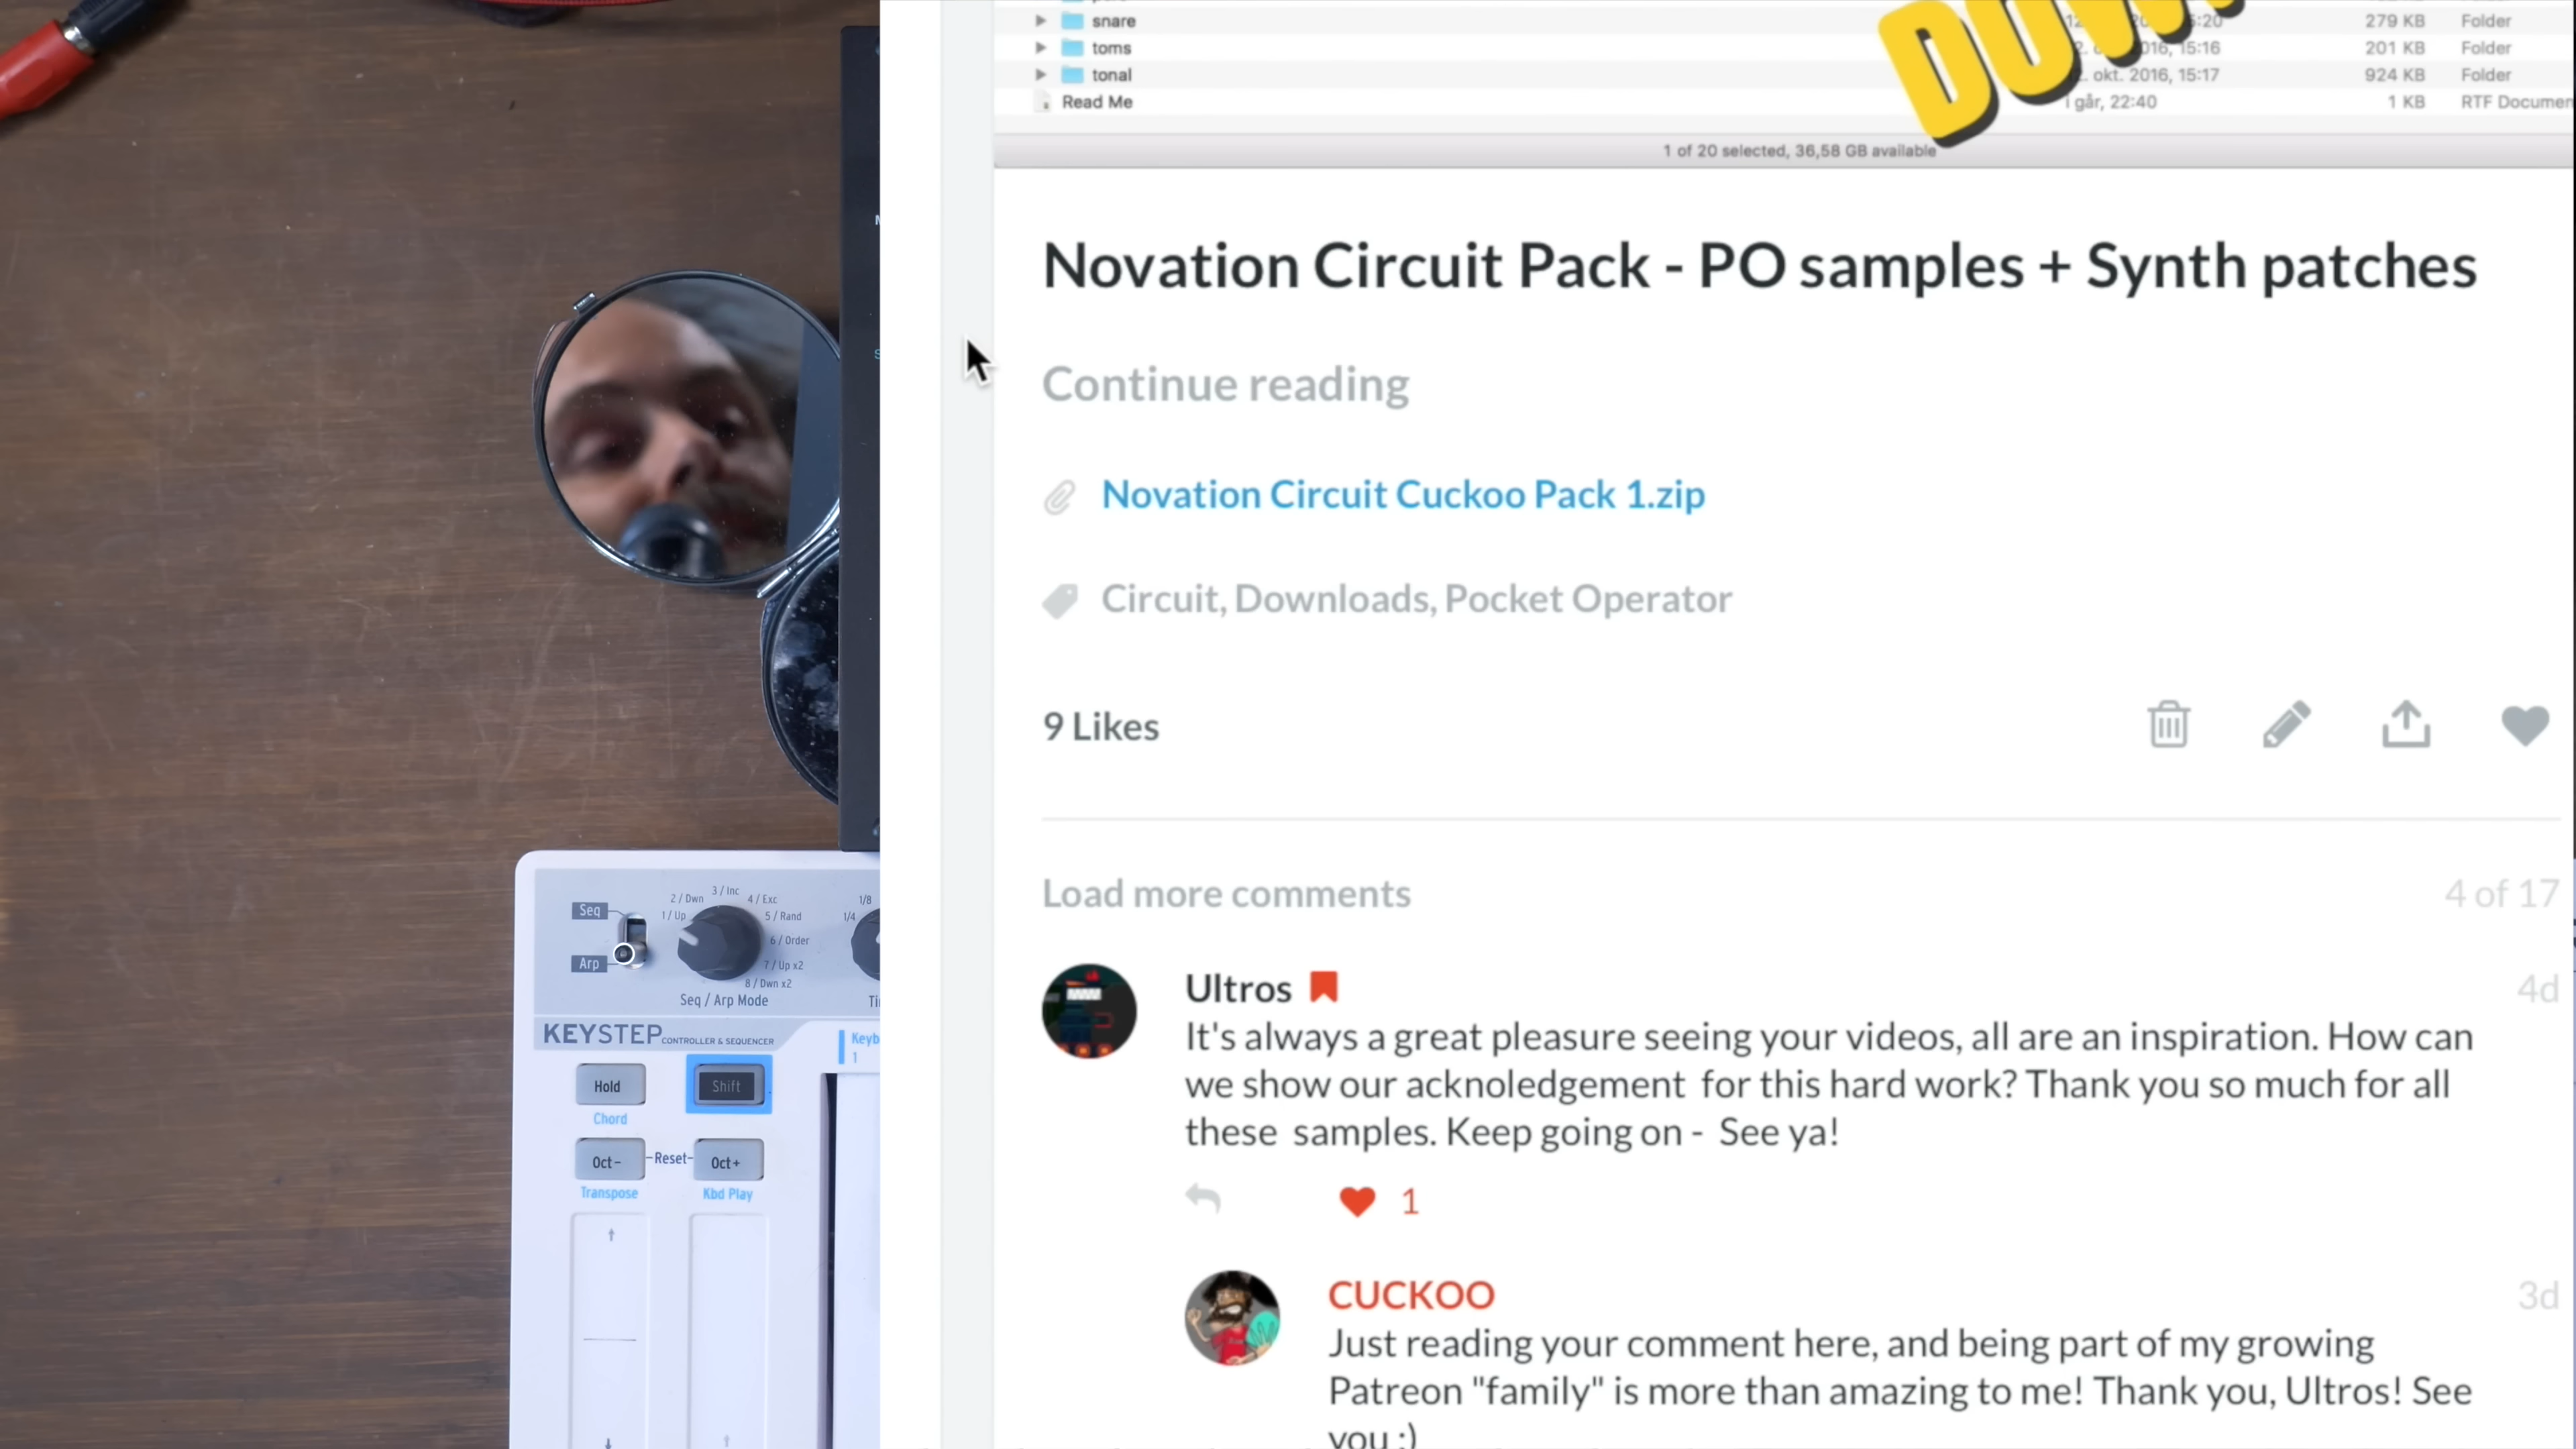 snare 279 KB Folder
toms 2016, 15:16 201 KB Folder
tonal okt. 2016, 15:17 924 KB Folder
Read Me i går, 22:40 1 KB
1 of 20 selected, 36,58 GB available
Novation Circuit Pack - PO samples + Synth patches
Continue reading
Novation Circuit Cuckoo Pack 1.zip
Circuit, Downloads, Pocket Operator
9 Likes
Load more comments 4 of 17
Ultros 4d
It's always a great pleasure seeing your videos, all are an inspiration. How can
we show our acknoledgement for this hard work? Thank you so much for all
these samples. Keep going on - See ya!
1
CUCKOO 3d
Just reading your comment here, and being part of my growing
Patreon "family" is more than amazing to me! Thank you, Ultros! See
you :)
3 / Inc
2 / Dwn 4 / Exc
1 / Up 5 / Rand
6 / Order
7 / Up x2
8 / Dwn x2
Seq
Arp
Seq / Arp Mode
1/8
1/4
KEYSTEP CONTROLLER & SEQUENCER
Hold Shift
Chord
Oct- Reset Oct+
Transpose Kbd Play
1